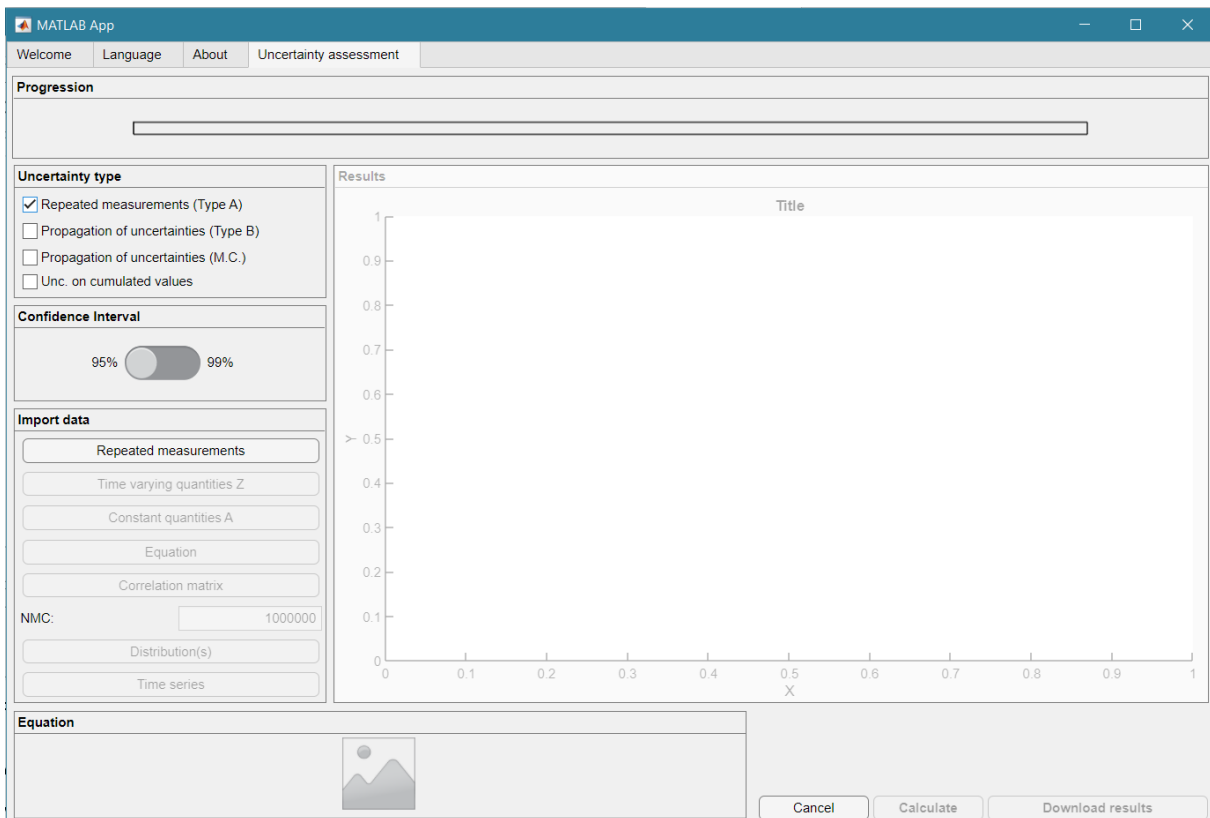 MATLAB App
Welcome Language About Uncertainty assessment
Progression
Uncertainty type
Repeated measurements (Type A)
Propagation of uncertainties (Type B)
Propagation of uncertainties (M.C.)
Unc. on cumulated values
Confidence Interval
95% 99%
Import data
Repeated measurements
Time varying quantities Z
Constant quantities A
Equation
Correlation matrix
NMC: 1000000
Distribution(s)
Time series
Results
Title
1
0.9
0.8
0.7
0.6
Y 0.5
0.4
0.3
0.2
0.1
0
0 0.1 0.2 0.3 0.4 0.5 0.6 0.7 0.8 0.9 1
X
Equation
Cancel Calculate Download results